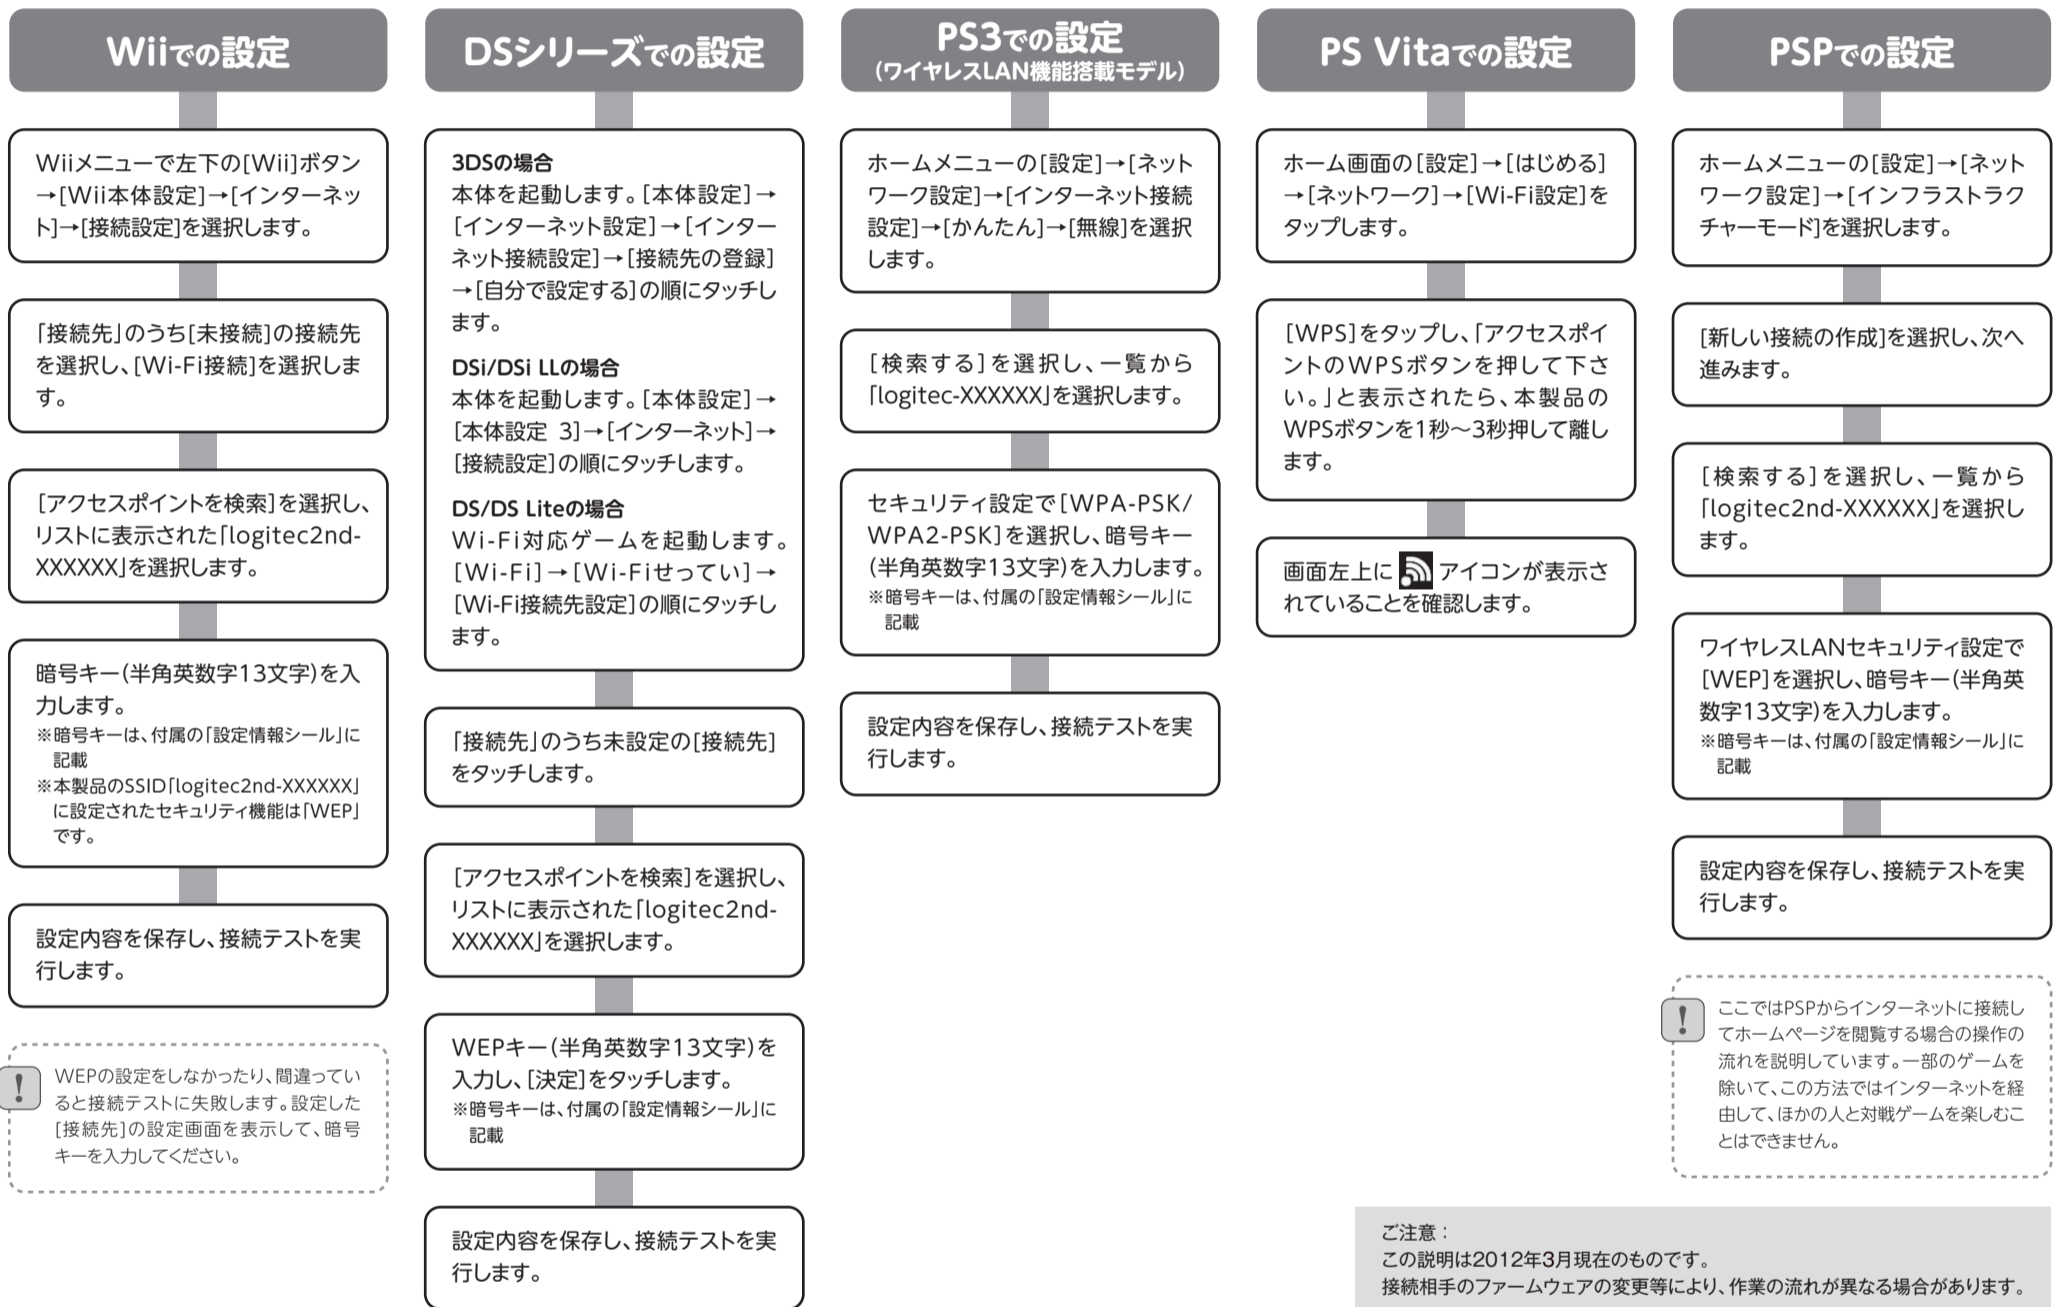 Wiiでの設定
Wiiメニューで左下の[Wii]ボタン
→[Wii本体設定]→[インターネッ
ト]→[接続設定]を選択します。
「接続先」のうち[未接続]の接続先
を選択し、[Wi-Fi接続]を選択しま
す。
[アクセスポイントを検索]を選択し、
リストに表示された「logitec2nd-
XXXXXX」を選択します。
暗号キー(半角英数字13文字)を入
力します。
※暗号キーは、付属の「設定情報シール」に
記載
※本製品のSSID「logitec2nd-XXXXXX」
に設定されたセキュリティ機能は「WEP」
です。
設定内容を保存し、接続テストを実
行します。
!
WEPの設定をしなかったり、間違ってい
ると接続テストに失敗します。設定した
[接続先]の設定画面を表示して、暗号
キーを入力してください。
DSシリーズでの設定
3DSの場合
本体を起動します。[本体設定]→
[インターネット設定]→[インター
ネット接続設定]→[接続先の登録]
→[自分で設定する]の順にタッチし
ます。
DSi/DSi LLの場合
本体を起動します。[本体設定]→
[本体設定 3]→[インターネット]→
[接続設定]の順にタッチします。
DS/DS Liteの場合
Wi-Fi対応ゲームを起動します。
[Wi-Fi]→[Wi-Fiせってい]→
[Wi-Fi接続先設定]の順にタッチし
ます。
「接続先」のうち未設定の[接続先]
をタッチします。
[アクセスポイントを検索]を選択し、
リストに表示された「logitec2nd-
XXXXXX」を選択します。
WEPキー(半角英数字13文字)を
入力し、[決定]をタッチします。
※暗号キーは、付属の「設定情報シール」に
記載
設定内容を保存し、接続テストを実
行します。
PS3での設定
(ワイヤレスLAN機能搭載モデル)
ホームメニューの[設定]→[ネット
ワーク設定]→[インターネット接続
設定]→[かんたん]→[無線]を選択
します。
[検索する]を選択し、一覧から
「logitec-XXXXXX」を選択します。
セキュリティ設定で[WPA-PSK/
WPA2-PSK]を選択し、暗号キー
(半角英数字13文字)を入力します。
※暗号キーは、付属の「設定情報シール」に
記載
設定内容を保存し、接続テストを実
行します。
PS Vitaでの設定
ホーム画面の[設定]→[はじめる]
→[ネットワーク]→[Wi-Fi設定]を
タップします。
[WPS]をタップし、「アクセスポイ
ントのWPSボタンを押して下さ
い。」と表示されたら、本製品の
WPSボタンを1秒～3秒押して離し
ます。
画面左上に アイコンが表示さ
れていることを確認します。
PSPでの設定
ホームメニューの[設定]→[ネット
ワーク設定]→[インフラストラク
チャーモード]を選択します。
[新しい接続の作成]を選択し、次へ
進みます。
[検索する]を選択し、一覧から
「logitec2nd-XXXXXX」を選択し
ます。
ワイヤレスLANセキュリティ設定で
[WEP]を選択し、暗号キー(半角英
数字13文字)を入力します。
※暗号キーは、付属の「設定情報シール」に
記載
設定内容を保存し、接続テストを実
行します。
!
ここではPSPからインターネットに接続し
てホームページを閲覧する場合の操作の
流れを説明しています。一部のゲームを
除いて、この方法ではインターネットを経
由して、ほかの人と対戦ゲームを楽しむこ
とはできません。
ご注意：
この説明は2012年3月現在のものです。
接続相手のファームウェアの変更等により、作業の流れが異なる場合があります。